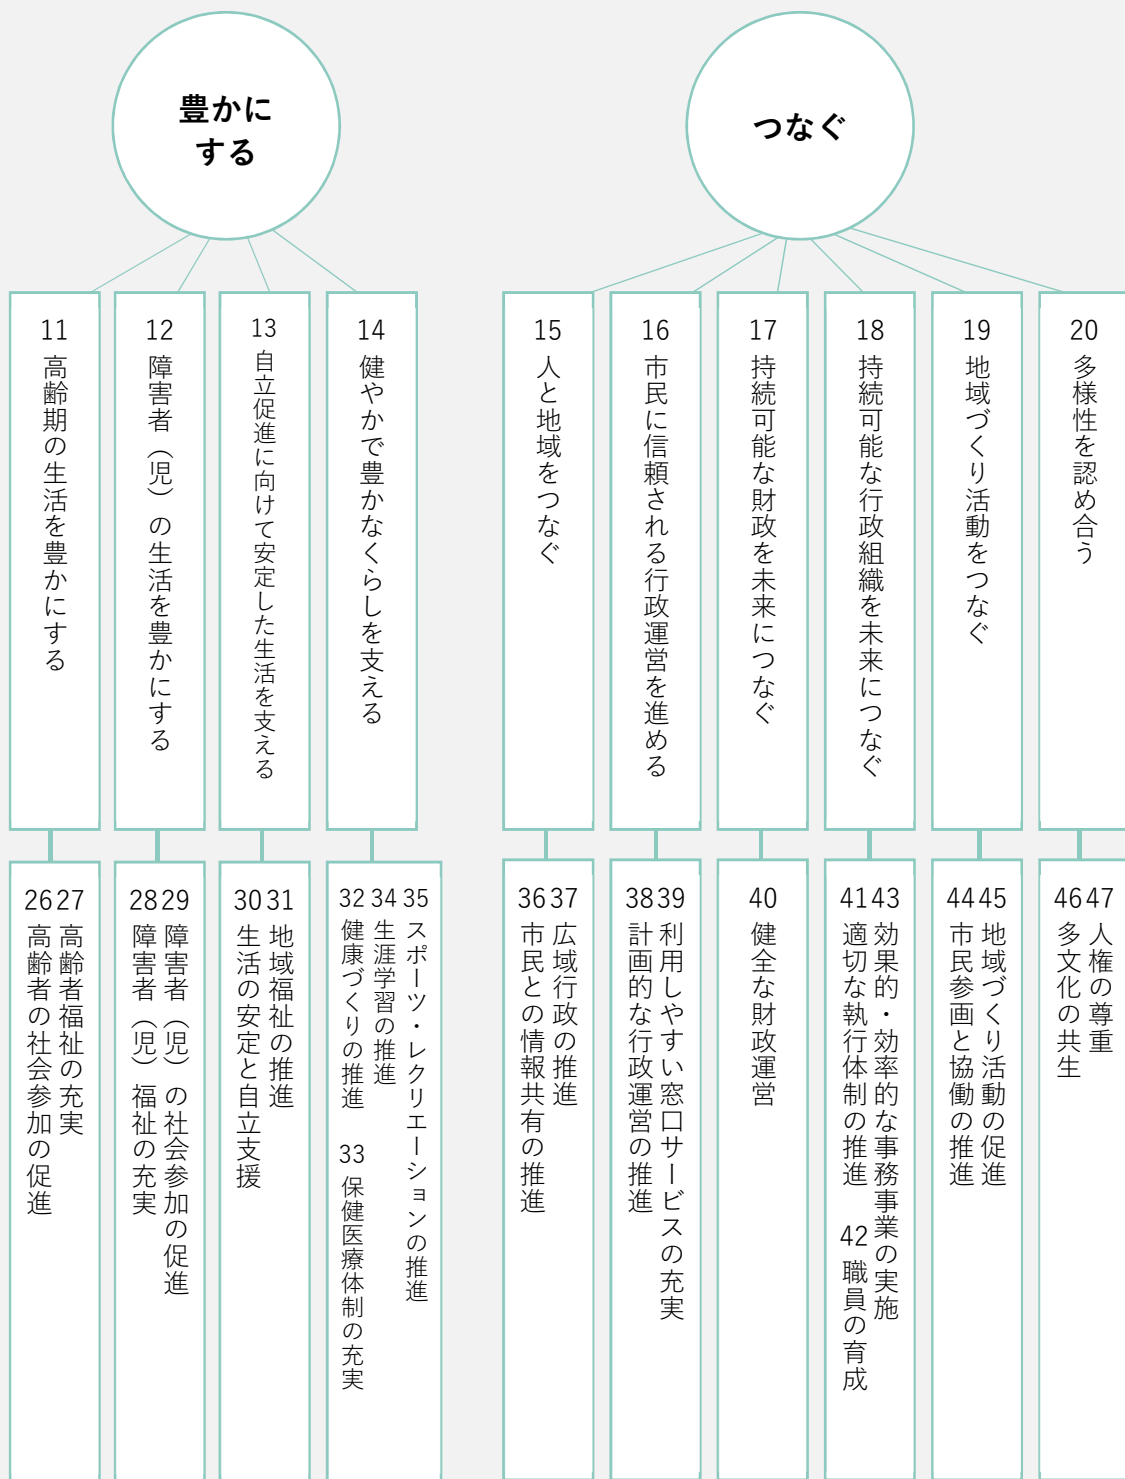 豊かに
する
つなぐ
11 高齢期の生活を豊かにする
12 障害者（児）の生活を豊かにする
13 自立促進に向けて安定した生活を支える
14 健やかで豊かなくらしを支える
15 人と地域をつなぐ
16 市民に信頼される行政運営を進める
17 持続可能な財政を未来につなぐ
18 持続可能な行政組織を未来につなぐ
19 地域づくり活動をつなぐ
20 多様性を認め合う
26 高齢者の社会参加の促進
27 高齢者福祉の充実
28 障害者（児）福祉の充実
29 障害者（児）の社会参加の促進
30 生活の安定と自立支援
31 地域福祉の推進
32 健康づくりの推進　33 保健医療体制の充実
34 生涯学習の推進
35 スポーツ・レクリエーションの推進
36 市民との情報共有の推進
37 広域行政の推進
38 計画的な行政運営の推進
39 利用しやすい窓口サービスの充実
40 健全な財政運営
41 適切な執行体制の推進　42 職員の育成
43 効果的・効率的な事務事業の実施
44 市民参画と協働の推進
45 地域づくり活動の促進
46 多文化の共生
47 人権の尊重